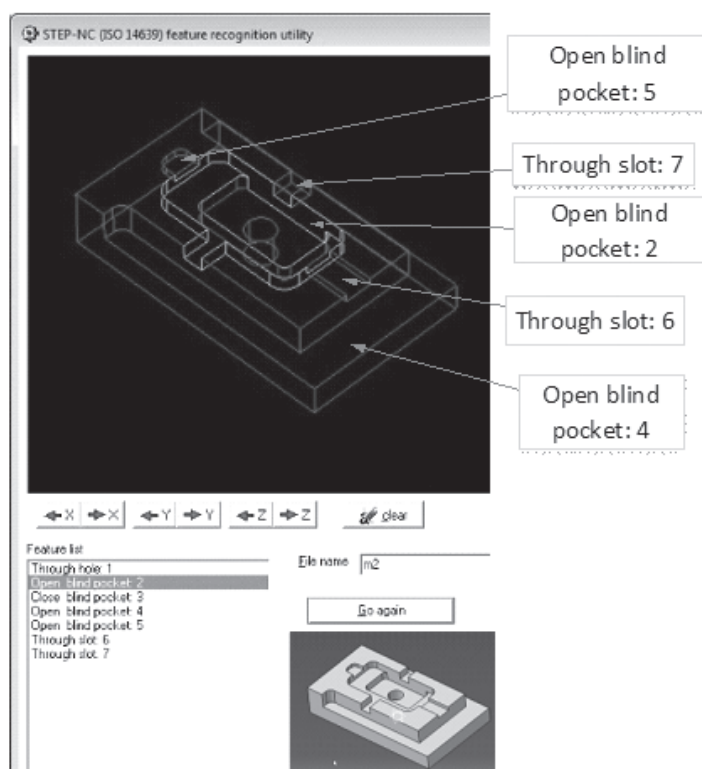 STEP-NC (ISO 14639) feature recognition utility
Open blind
pocket: 5
Through slot: 7
Open blind
pocket: 2
Through slot: 6
Open blind
pocket: 4
X X Y Y Z Z clear
Feature list
Through hole: 1
Open blind pocket: 2
Close blind pocket: 3
Open blind pocket: 4
Open blind pocket: 5
Through slot: 6
Through slot: 7
File name m2
Go again